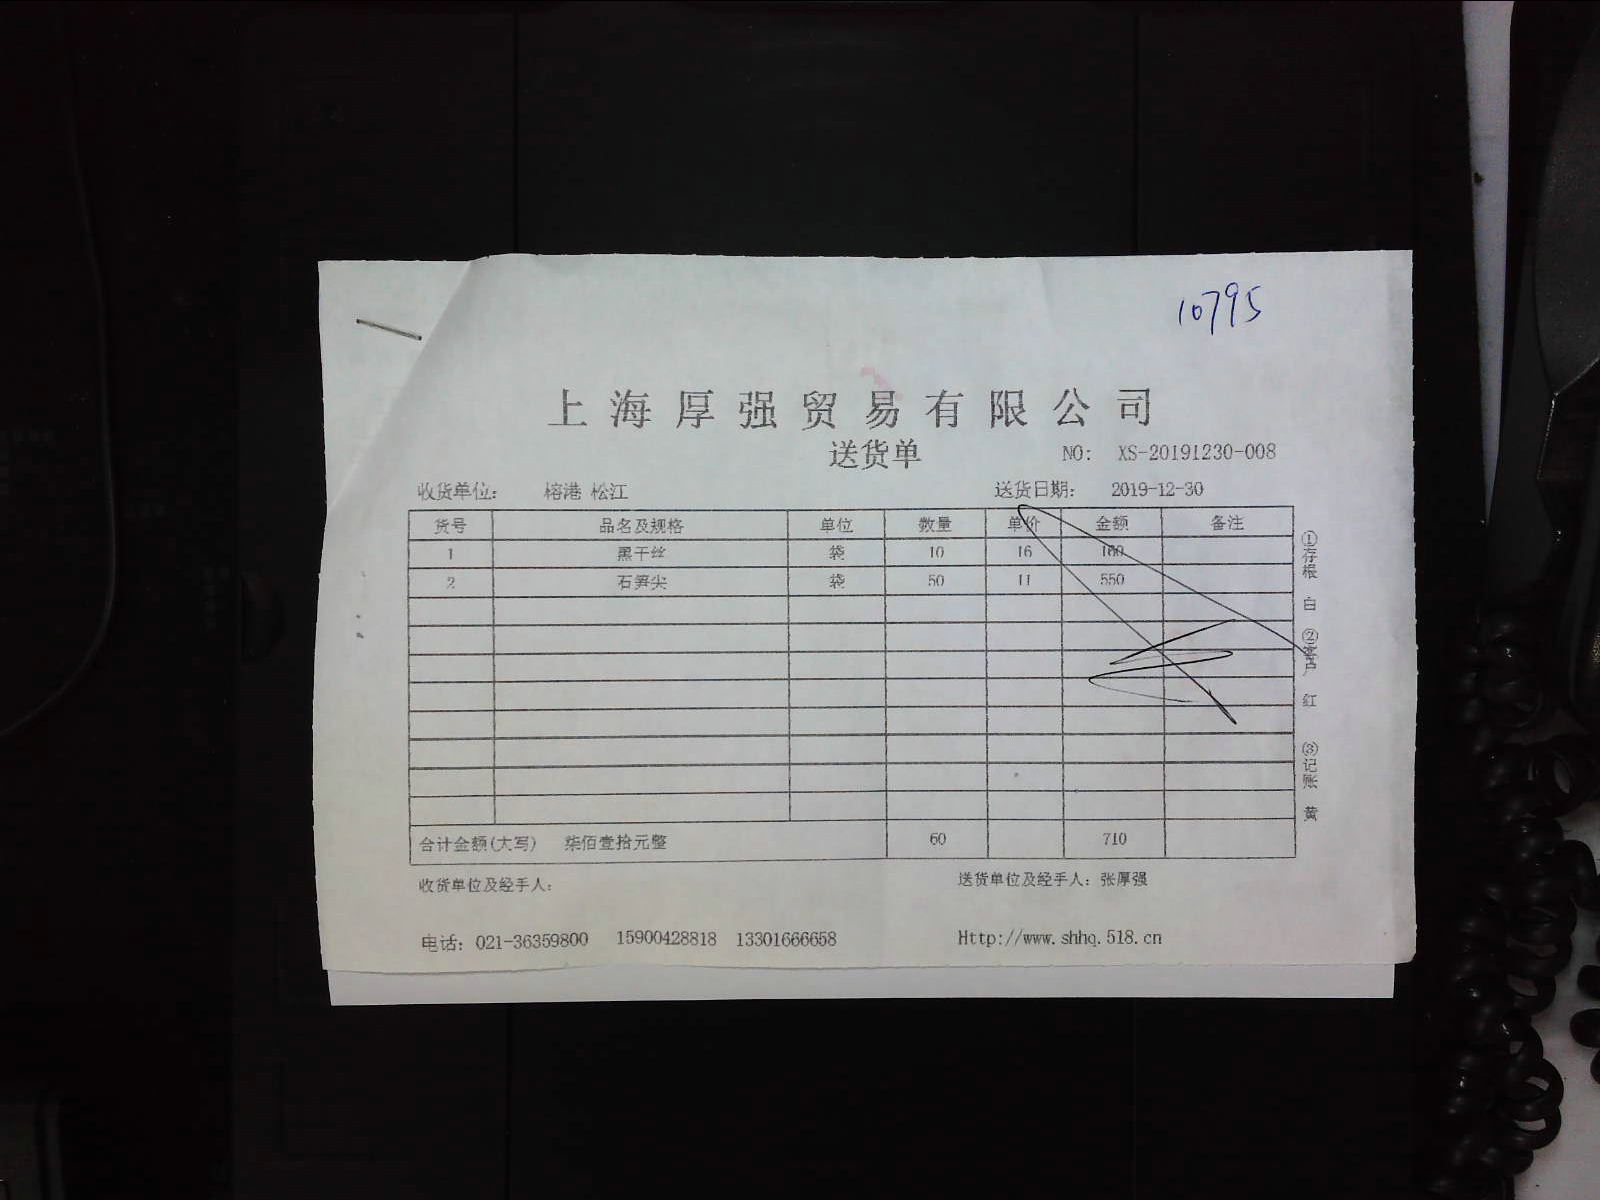 10795
上海厚强贸易有限公司
送货单
NO: XS-20191230-008
收货单位: 榕港 松江 送货日期: 2019-12-30
货号 品名及规格 单位 数量 单价 金额 备注
1 黑干丝 袋 10 16 160
2 石笋尖 袋 50 11 550
合计金额(大写) 柒佰壹拾元整 60 710
收货单位及经手人: 送货单位及经手人: 张厚强
电话: 021-36359800 15900428818 13301666658 Http://www.shhq.518.cn
①存根 白 ②客户 红 ③记账 黄